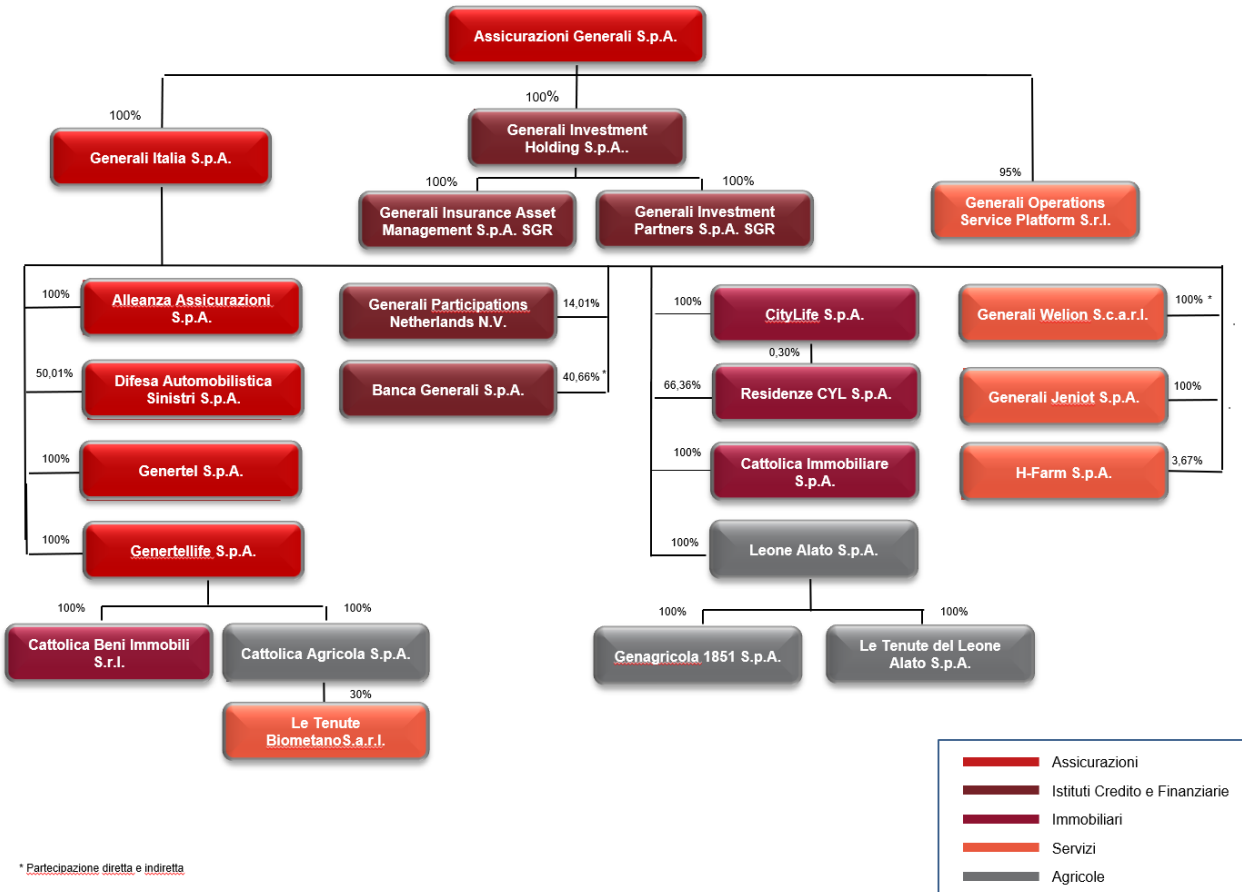 Assicurazioni Generali S.p.A.
100%
100%
Generali Italia S.p.A.
Generali Investment
Holding S.p.A..
95%
Generali Operations
Service Platform S.r.l.
100%
100%
Generali Insurance Asset
Management S.p.A. SGR
Generali Investment
Partners S.p.A. SGR
100%
Alleanza Assicurazioni
S.p.A.
Generali Participations
Netherlands N.V.
14,01%
100%
CityLife S.p.A.
Generali Welion S.c.a.r.l.
100% *
0,30%
50,01%
Difesa Automobilistica
Sinistri S.p.A.
Banca Generali S.p.A.
40,66% *
66,36%
Residenze CYL S.p.A.
Generali Jeniot S.p.A.
100%
100%
Genertel S.p.A.
100%
Cattolica Immobiliare
S.p.A.
H-Farm S.p.A.
3,67%
100%
Genertellife S.p.A.
100%
Leone Alato S.p.A.
100%
100%
100%
100%
Cattolica Beni Immobili
S.r.l.
Cattolica Agricola S.p.A.
Genagricola 1851 S.p.A.
Le Tenute del Leone
Alato S.p.A.
30%
Le Tenute
BiometanoS.a.r.l.
Assicurazioni
Istituti Credito e Finanziarie
Immobiliari
Servizi
Agricole
* Partecipazione diretta e indiretta